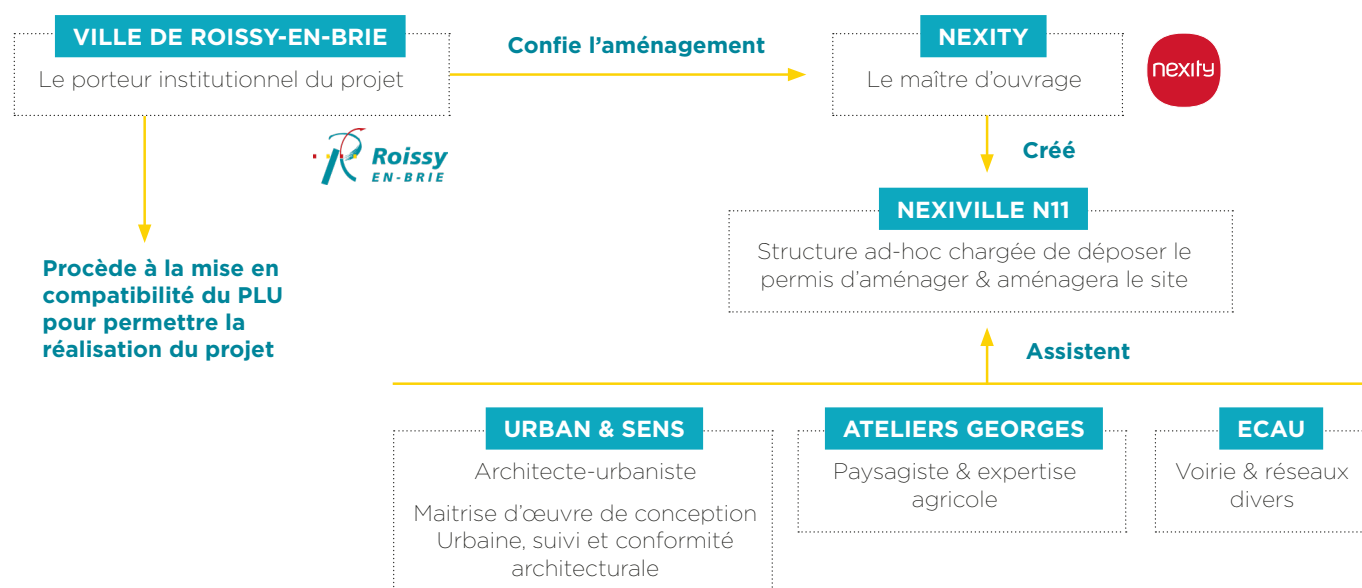 VILLE DE ROISSY-EN-BRIE
Le porteur institutionnel du projet
Confie l'aménagement
NEXITY
Le maître d'ouvrage
nexity
Roissy
EN-BRIE
Créé
NEXIVILLE N11
Structure ad-hoc chargée de déposer le
permis d'aménager & aménagera le site
Procède à la mise en
compatibilité du PLU
pour permettre la
réalisation du projet
Assistent
URBAN & SENS
Architecte-urbaniste
Maitrise d'œuvre de conception
Urbaine, suivi et conformité
architecturale
ATELIERS GEORGES
Paysagiste & expertise
agricole
ECAU
Voirie & réseaux
divers